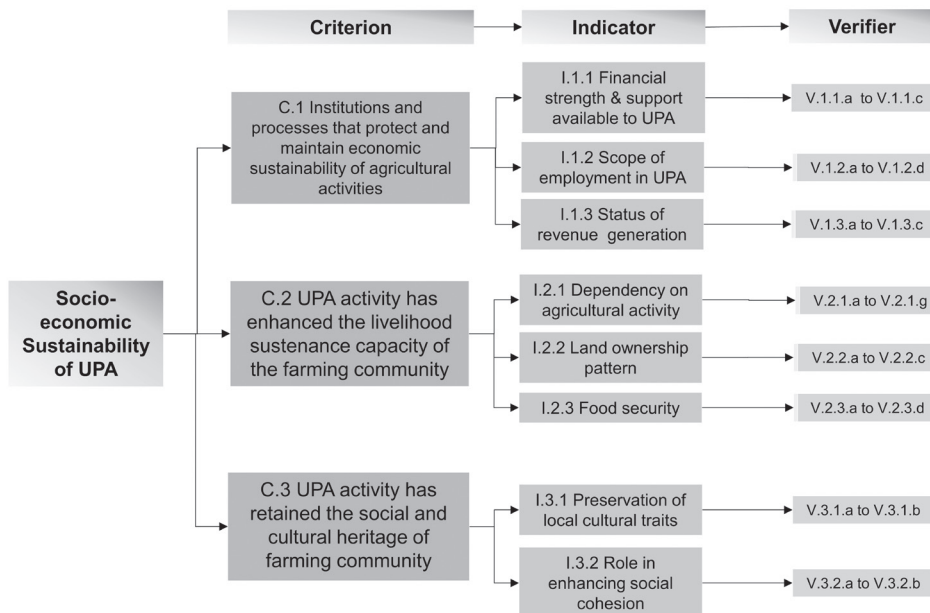 Criterion
Indicator
Verifier
Socio-
economic
Sustainability
of UPA
C.1 Institutions and
processes that protect and
maintain economic
sustainability of agricultural
activities
I.1.1 Financial
strength & support
available to UPA
V.1.1.a to V.1.1.c
I.1.2 Scope of
employment in UPA
V.1.2.a to V.1.2.d
I.1.3 Status of
revenue generation
V.1.3.a to V.1.3.c
C.2 UPA activity has
enhanced the livelihood
sustenance capacity of
the farming community
I.2.1 Dependency on
agricultural activity
V.2.1.a to V.2.1.g
I.2.2 Land ownership
pattern
V.2.2.a to V.2.2.c
I.2.3 Food security
V.2.3.a to V.2.3.d
C.3 UPA activity has
retained the social and
cultural heritage of
farming community
I.3.1 Preservation of
local cultural traits
V.3.1.a to V.3.1.b
I.3.2 Role in
enhancing social
cohesion
V.3.2.a to V.3.2.b